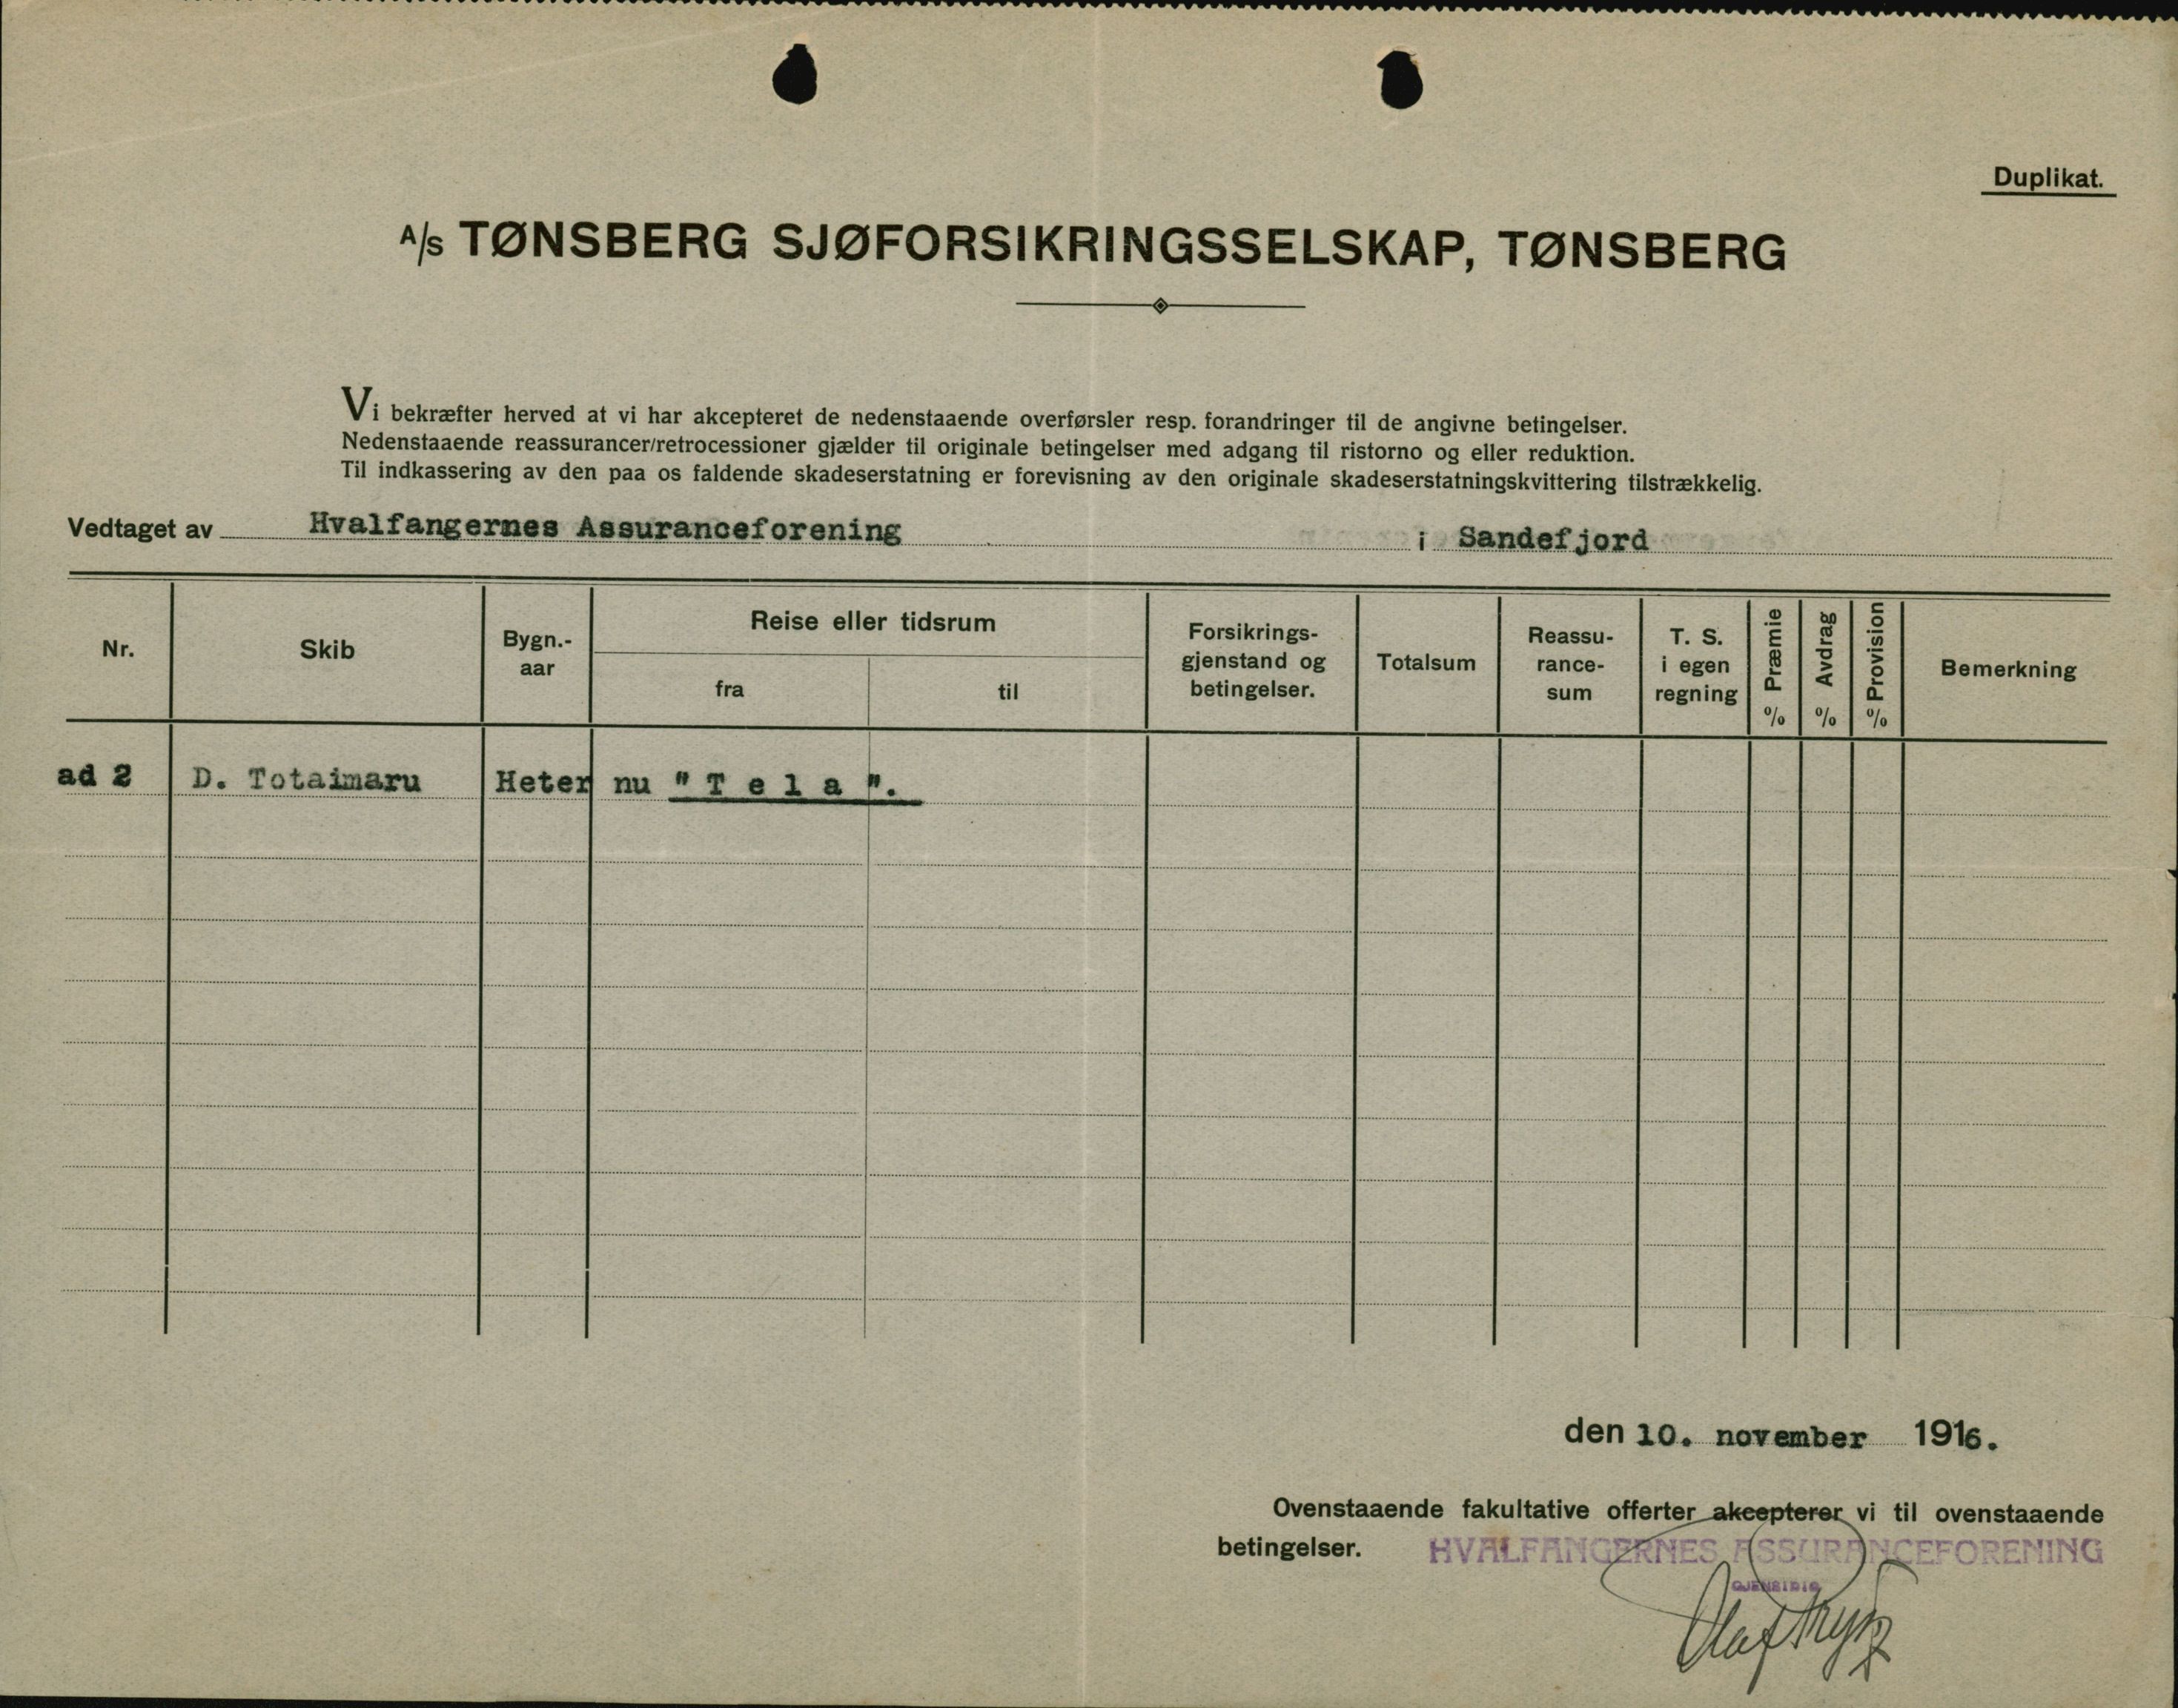 Duplikat.
A/S TØNSBERG SJØFORSIKRINGSSELSKAP, TØNSBERG
Vi bekræfter herved at vi har akcepteret de nedenstaaende overførsler resp. forandringer til de angivne betingelser.
Nedenstaaende reassurancer/retrocessioner gjælder til originale betingelser med adgang til ristorno og eller reduktion.
Til indkassering av den paa os faldende skadeserstatning er forevisning av den originale skadeserstatningskvittering tilstrækkelig.
Vedtaget av Hvalfangernes Assuranceforening i Sandefjord
Nr. Skib Bygn.-aar Reise eller tidsrum fra til Forsikrings-gjenstand og betingelser. Totalsum Reassu-rance-sum T. S. i egen regning % Præmie % Avdrag % Provision Bemerkning
ad 2 D. Totaimaru Heter nu "T e l a".
den 10. november 1916.
Ovenstaaende fakultative offerter akcepterer vi til ovenstaaende
betingelser. HVALFANGERNES ASSURANCEFORENING
GJENSIDIG